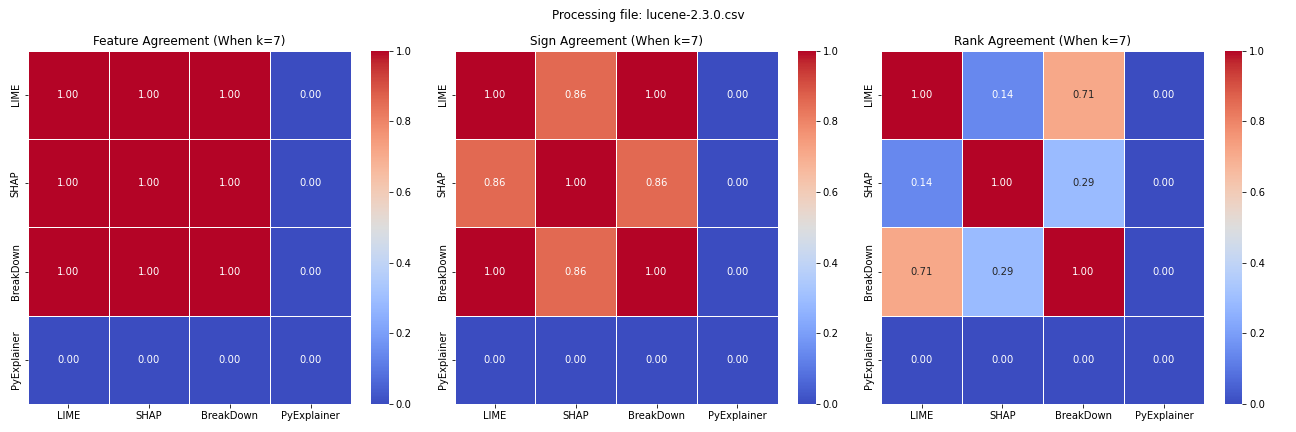 Processing file: lucene-2.3.0.csv
Feature Agreement (When k=7)
LIME
SHAP
BreakDown
PyExplainer
1.00 1.00 1.00 0.00
1.00 1.00 1.00 0.00
1.00 1.00 1.00 0.00
0.00 0.00 0.00 0.00
LIME SHAP BreakDown PyExplainer
1.0
0.8
0.6
0.4
0.2
0.0
Sign Agreement (When k=7)
LIME
SHAP
BreakDown
PyExplainer
1.00 0.86 1.00 0.00
0.86 1.00 0.86 0.00
1.00 0.86 1.00 0.00
0.00 0.00 0.00 0.00
LIME SHAP BreakDown PyExplainer
1.0
0.8
0.6
0.4
0.2
0.0
Rank Agreement (When k=7)
LIME
SHAP
BreakDown
PyExplainer
1.00 0.14 0.71 0.00
0.14 1.00 0.29 0.00
0.71 0.29 1.00 0.00
0.00 0.00 0.00 0.00
LIME SHAP BreakDown PyExplainer
1.0
0.8
0.6
0.4
0.2
0.0